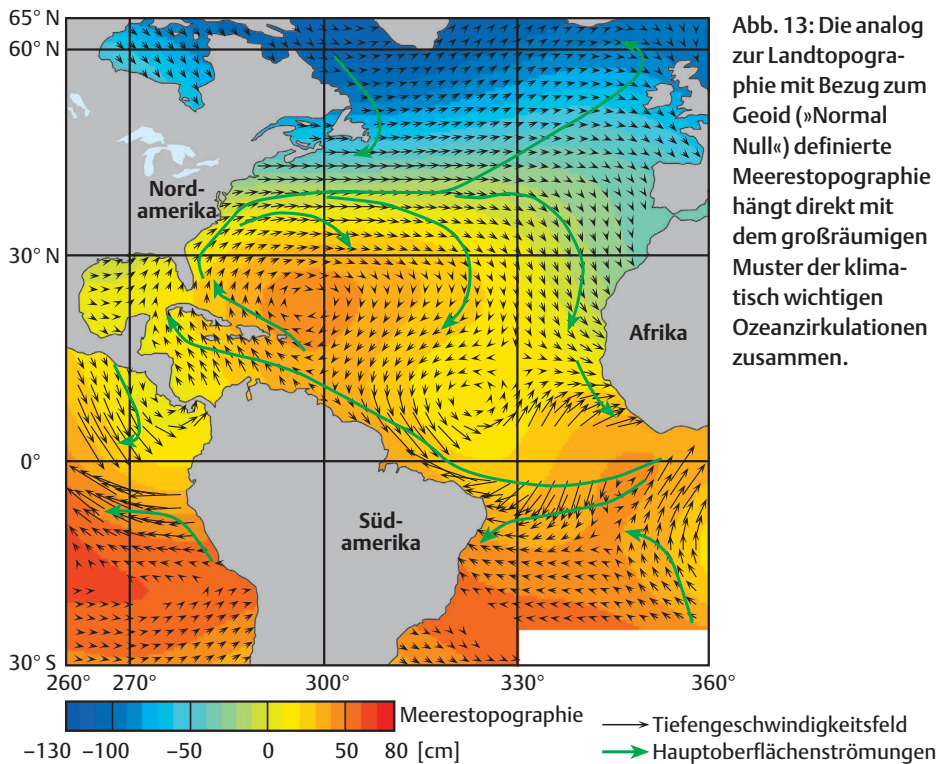 65° N
60° N
30° N
0°
30° S
260°
270°
300°
330°
360°
Nord-
amerika
Afrika
Süd-
amerika
Meerestopographie
–130
–100
–50
0
50
80
[cm]
Tiefengeschwindigkeitsfeld
Hauptoberflächenströmungen
Abb. 13: Die analog
zur Landtopogra-
phie mit Bezug zum
Geoid (»Normal
Null«) definierte
Meerestopographie
hängt direkt mit
dem großräumigen
Muster der klima-
tisch wichtigen
Ozeanzirkulationen
zusammen.